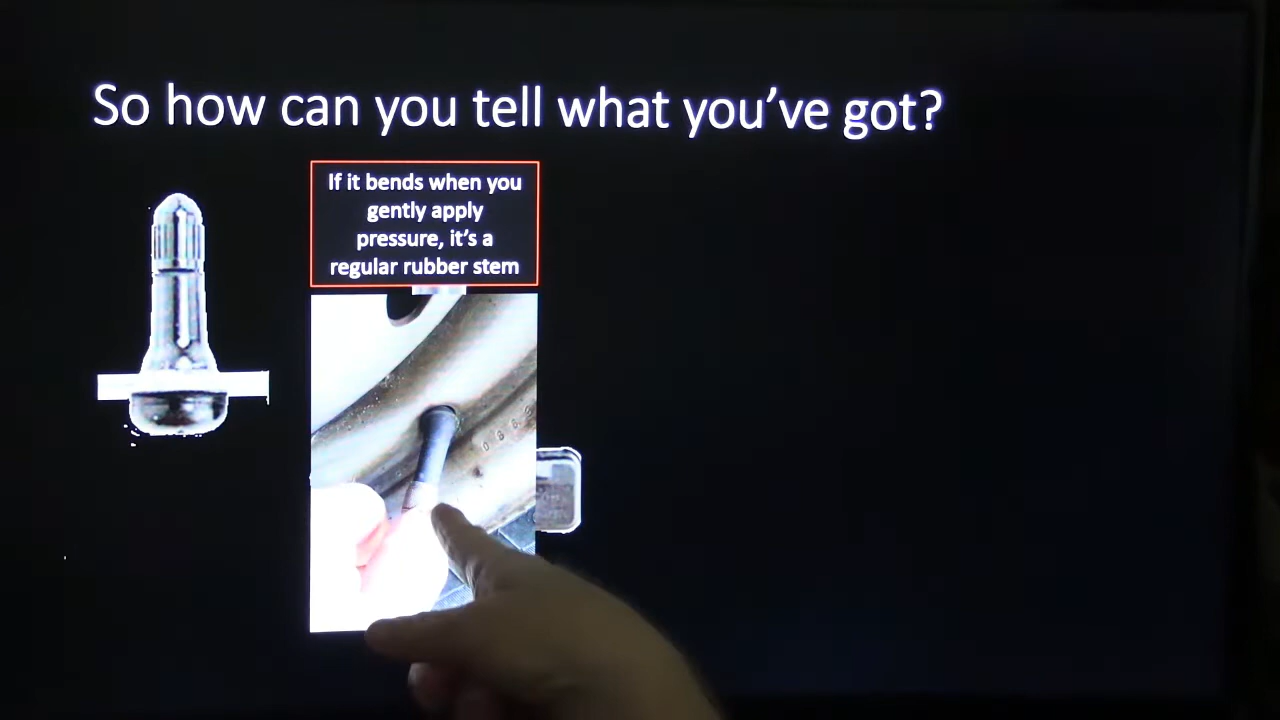 So how can you tell what you've got?
If it bends when you
gently apply
pressure, it's a
regular rubber stem